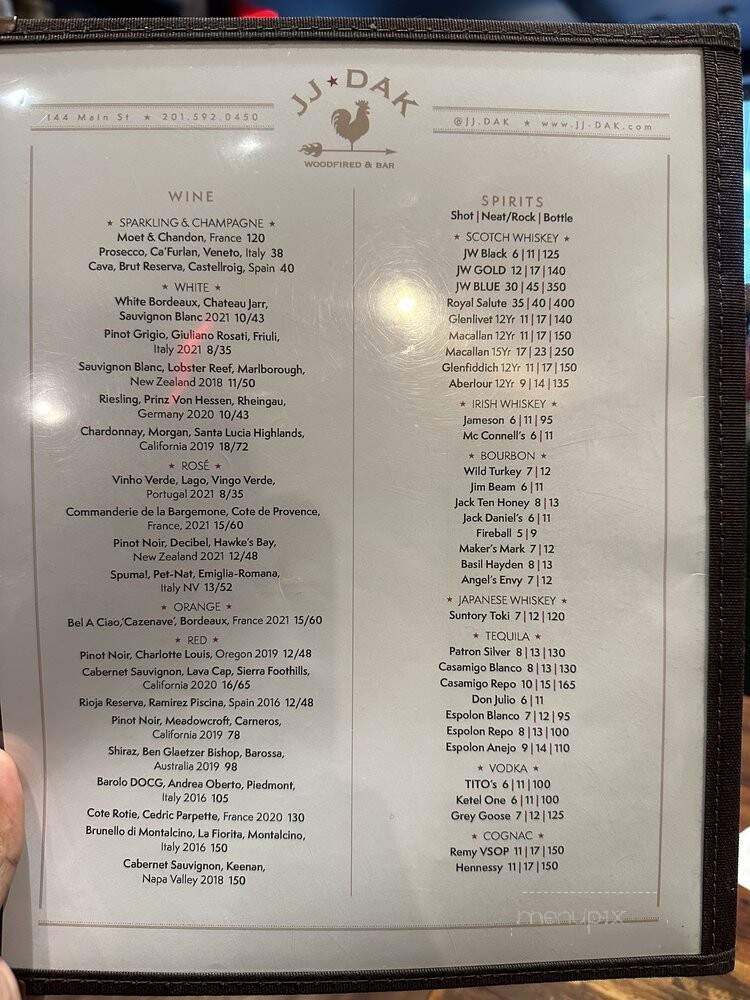 JJ★DAK
144 Main St ★ 201.592.0450
@JJ.DAK ★ www.JJ-DAK.com
WOODFIRED & BAR
WINE
★ SPARKLING & CHAMPAGNE ★
Moet & Chandon, France 120
Prosecco, Ca'Furlan, Veneto, Italy 38
Cava, Brut Reserva, Castellroig, Spain 40
★ WHITE ★
White Bordeaux, Chateau Jarr,
Sauvignon Blanc 2021 10/43
Pinot Grigio, Giuliano Rosati, Friuli,
Italy 2021 8/35
Sauvignon Blanc, Lobster Reef, Marlborough,
New Zealand 2018 11/50
Riesling, Prinz Von Hessen, Rheingau,
Germany 2020 10/43
Chardonnay, Morgan, Santa Lucia Highlands,
California 2019 18/72
★ ROSÉ ★
Vinho Verde, Lago, Vingo Verde,
Portugal 2021 8/35
Commanderie de la Bargemone, Cote de Provence,
France, 2021 15/60
Pinot Noir, Decibel, Hawke's Bay,
New Zealand 2021 12/48
Spuma!, Pet-Nat, Emiglia-Romana,
Italy NV 13/52
★ ORANGE ★
Bel A Ciao,'Cazenave', Bordeaux, France 2021 15/60
★ RED ★
Pinot Noir, Charlotte Louis, Oregon 2019 12/48
Cabernet Sauvignon, Lava Cap, Sierra Foothills,
California 2020 16/65
Rioja Reserva, Ramirez Piscina, Spain 2016 12/48
Pinot Noir, Meadowcroft, Carneros,
California 2019 78
Shiraz, Ben Glaetzer Bishop, Barossa,
Australia 2019 98
Barolo DOCG, Andrea Oberto, Piedmont,
Italy 2016 105
Cote Rotie, Cedric Parpette, France 2020 130
Brunello di Montalcino, La Fiorita, Montalcino,
Italy 2016 150
Cabernet Sauvignon, Keenan,
Napa Valley 2018 150
SPIRITS
Shot | Neat/Rock | Bottle
★ SCOTCH WHISKEY ★
JW Black 6 | 11 | 125
JW GOLD 12 | 17 | 140
JW BLUE 30 | 45 | 350
Royal Salute 35 | 40 | 400
Glenlivet 12Yr 11 | 17 | 140
Macallan 12Yr 11 | 17 | 150
Macallan 15Yr 17 | 23 | 250
Glenfiddich 12Yr 11 | 17 | 150
Aberlour 12Yr 9 | 14 | 135
★ IRISH WHISKEY ★
Jameson 6 | 11 | 95
Mc Connell's 6 | 11
★ BOURBON ★
Wild Turkey 7 | 12
Jim Beam 6 | 11
Jack Ten Honey 8 | 13
Jack Daniel's 6 | 11
Fireball 5 | 9
Maker's Mark 7 | 12
Basil Hayden 8 | 13
Angel's Envy 7 | 12
★ JAPANESE WHISKEY ★
Suntory Toki 7 | 12 | 120
★ TEQUILA ★
Patron Silver 8 | 13 | 130
Casamigo Blanco 8 | 13 | 130
Casamigo Repo 10 | 15 | 165
Don Julio 6 | 11
Espolon Blanco 7 | 12 | 95
Espolon Repo 8 | 13 | 100
Espolon Anejo 9 | 14 | 110
★ VODKA ★
TITO's 6 | 11 | 100
Ketel One 6 | 11 | 100
Grey Goose 7 | 12 | 125
★ COGNAC ★
Remy VSOP 11 | 17 | 150
Hennessy 11 | 17 | 150
menupix